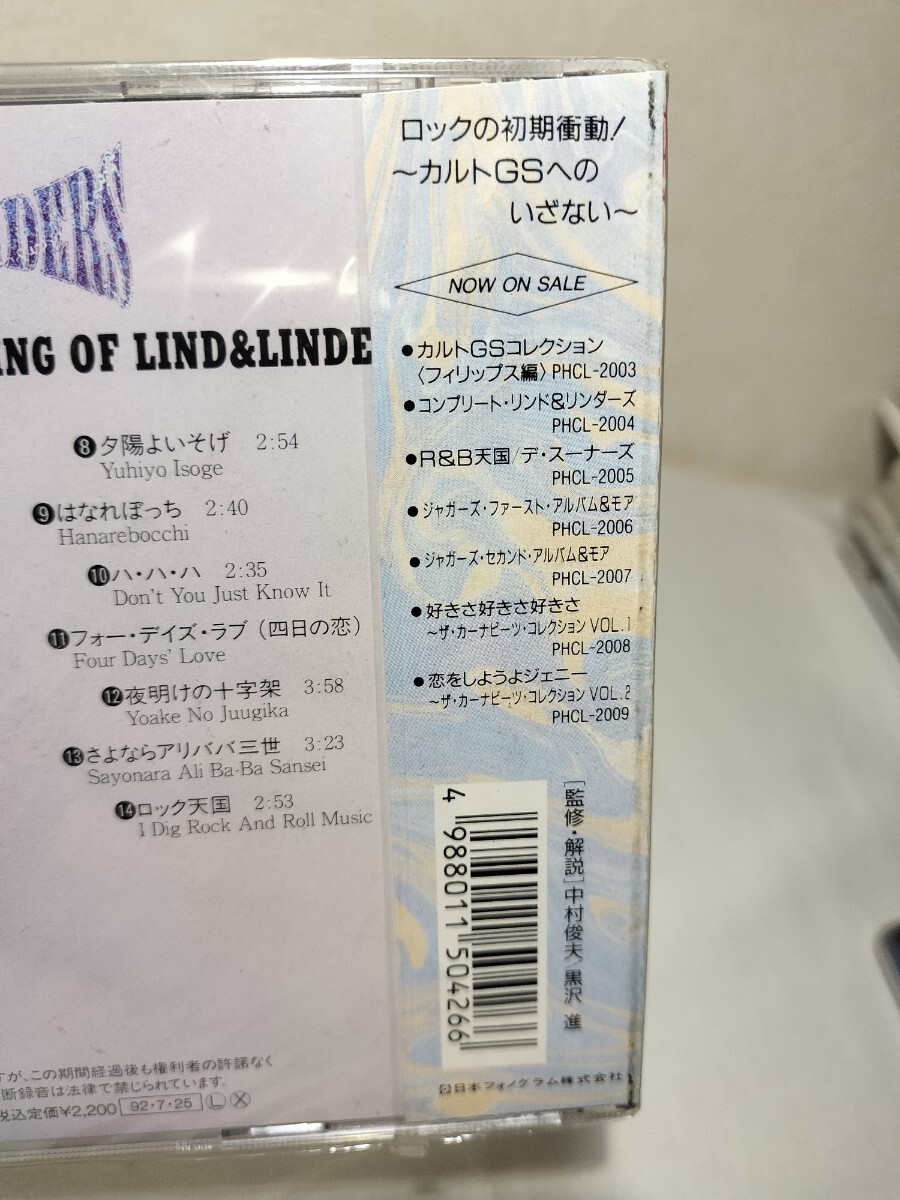 DERS
ING OF LIND&LINDE
⑧夕陽よいそげ 2:54
Yuhiyo Isoge
⑨はなれぼっち 2:40
Hanarebocchi
⑩ハ・ハ・ハ 2:35
Don't You Just Know It
⑪フォー・デイズ・ラブ(四日の恋)
Four Days' Love
⑫夜明けの十字架 3:58
Yoake No Juugika
⑬さよならアリババ三世 3:23
Sayonara Ali Ba-Ba Sansei
⑭ロック天国 2:53
I Dig Rock And Roll Music
すが、この期間経過後も権利者の許諾なく
断録音は法律で禁じられています。
税込定価¥2,200 92・7・25 Ⓛ Ⓧ
ロックの初期衝動!
〜カルトGSへの
いざない〜
NOW ON SALE
●カルトGSコレクション
〈フィリップス編〉PHCL-2003
●コンプリート・リンド&リンダーズ
PHCL-2004
●R&B天国/デ・スーナーズ
PHCL-2005
●ジャガーズ・ファースト・アルバム&モア
PHCL-2006
●ジャガーズ・セカンド・アルバム&モア
PHCL-2007
●好きさ好きさ好きさ
〜ザ・カーナビーツ・コレクション VOL.1
PHCL-2008
●恋をしようよジェニー
〜ザ・カーナビーツ・コレクション VOL.2
PHCL-2009
4 988011 504266
[監修・解説]中村俊夫/黒沢 進
日本フォノグラム株式会社